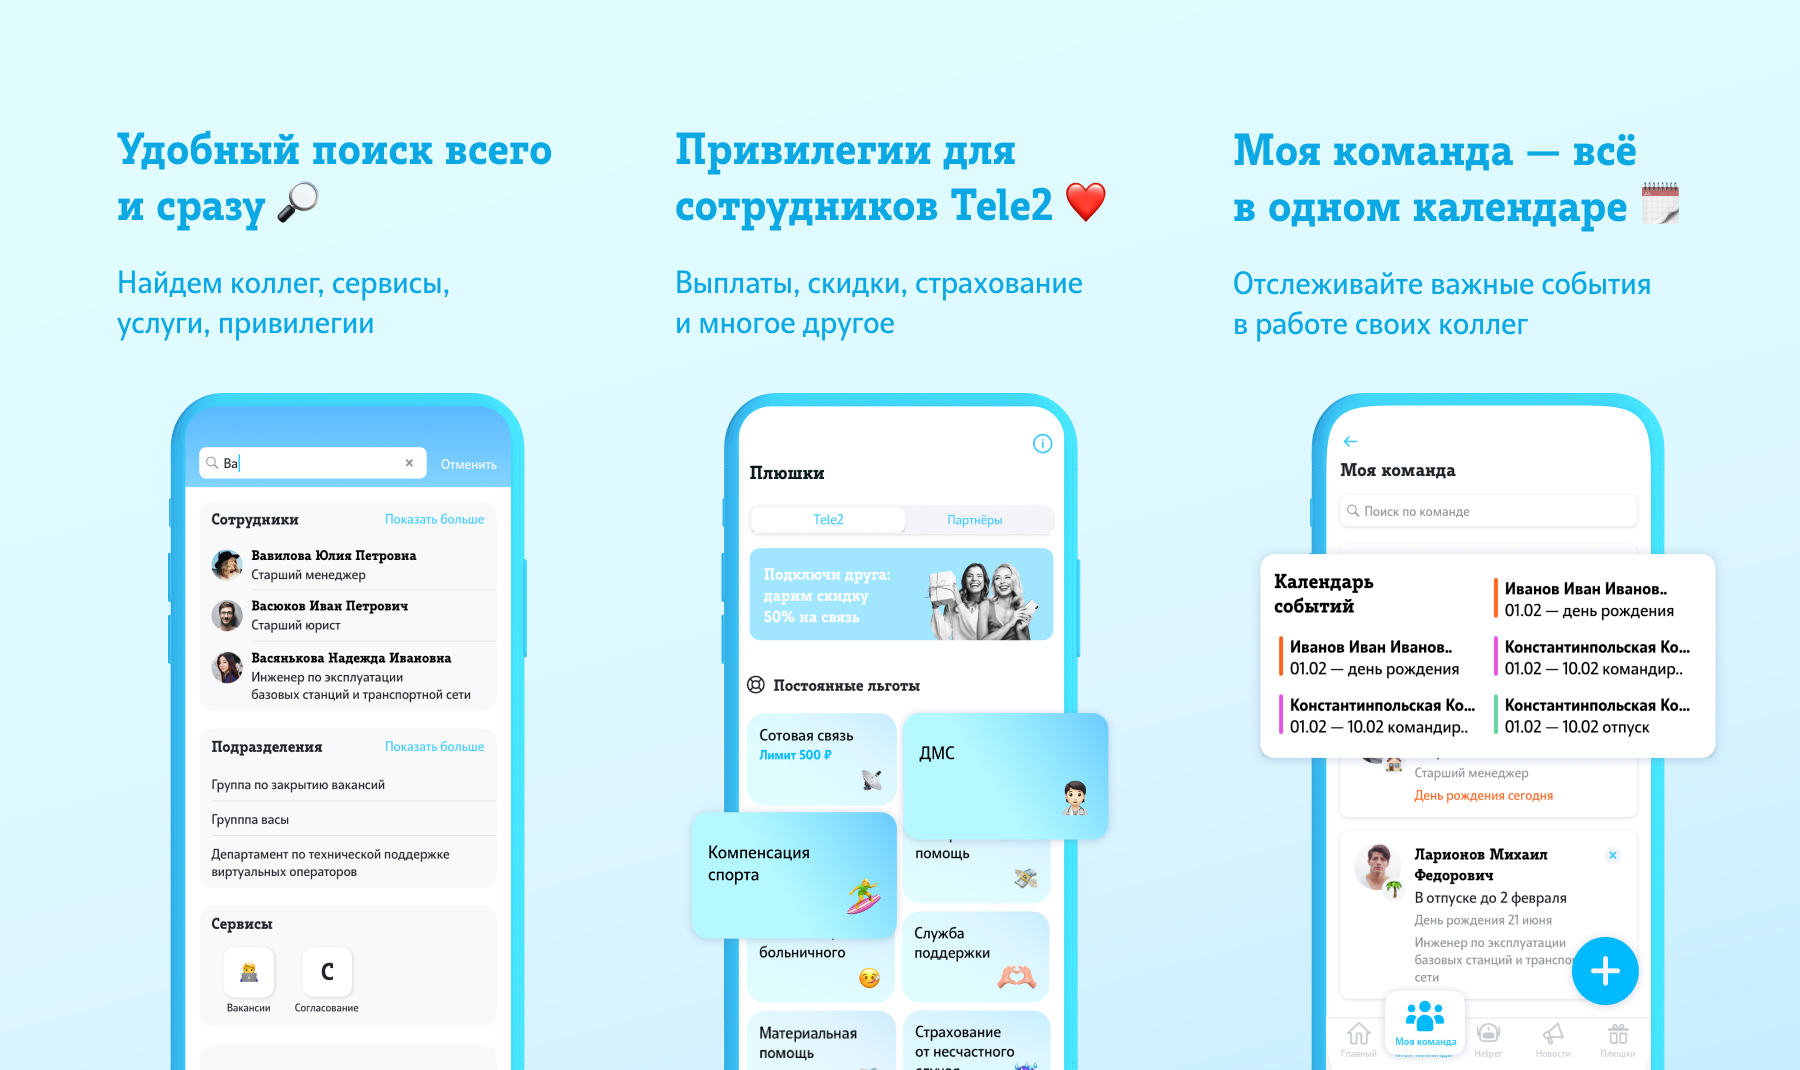 Удобный поиск всего
и сразу
Найдем коллег, сервисы,
услуги, привилегии
Ва
Отменить
Сотрудники
Показать больше
Вавилова Юлия Петровна
Старший менеджер
Васюков Иван Петрович
Старший юрист
Васянькова Надежда Ивановна
Инженер по эксплуатации
базовых станций и транспортной сети
Подразделения
Показать больше
Группа по закрытию вакансий
Групппа васы
Департамент по технической поддержке
виртуальных операторов
Сервисы
С
Вакансии
Согласование
Привилегии для
сотрудников Tele2
Выплаты, скидки, страхование
и многое другое
Плюшки
Tele2
Партнёры
Подключи друга:
дарим скидку
50% на связь
Постоянные льготы
Сотовая связь
Лимит 500 ₽
ДМС
Компенсация
спорта
помощь
больничного
Служба
поддержки
Материальная
помощь
Страхование
от несчастного
случая
Моя команда — всё
в одном календаре
Отслеживайте важные события
в работе своих коллег
Моя команда
Поиск по команде
Календарь
событий
Иванов Иван Иванов..
01.02 — день рождения
Иванов Иван Иванов..
01.02 — день рождения
Константинпольская Ко...
01.02 — 10.02 командир..
Константинпольская Ко...
01.02 — 10.02 командир..
Константинпольская Ко...
01.02 — 10.02 отпуск
Старший менеджер
День рождения сегодня
Ларионов Михаил
Федорович
В отпуске до 2 февраля
День рождения 21 июня
Инженер по эксплуатации
базовых станций и транспор
сети
Главный
Моя команда
Helper
Новости
Плюшки